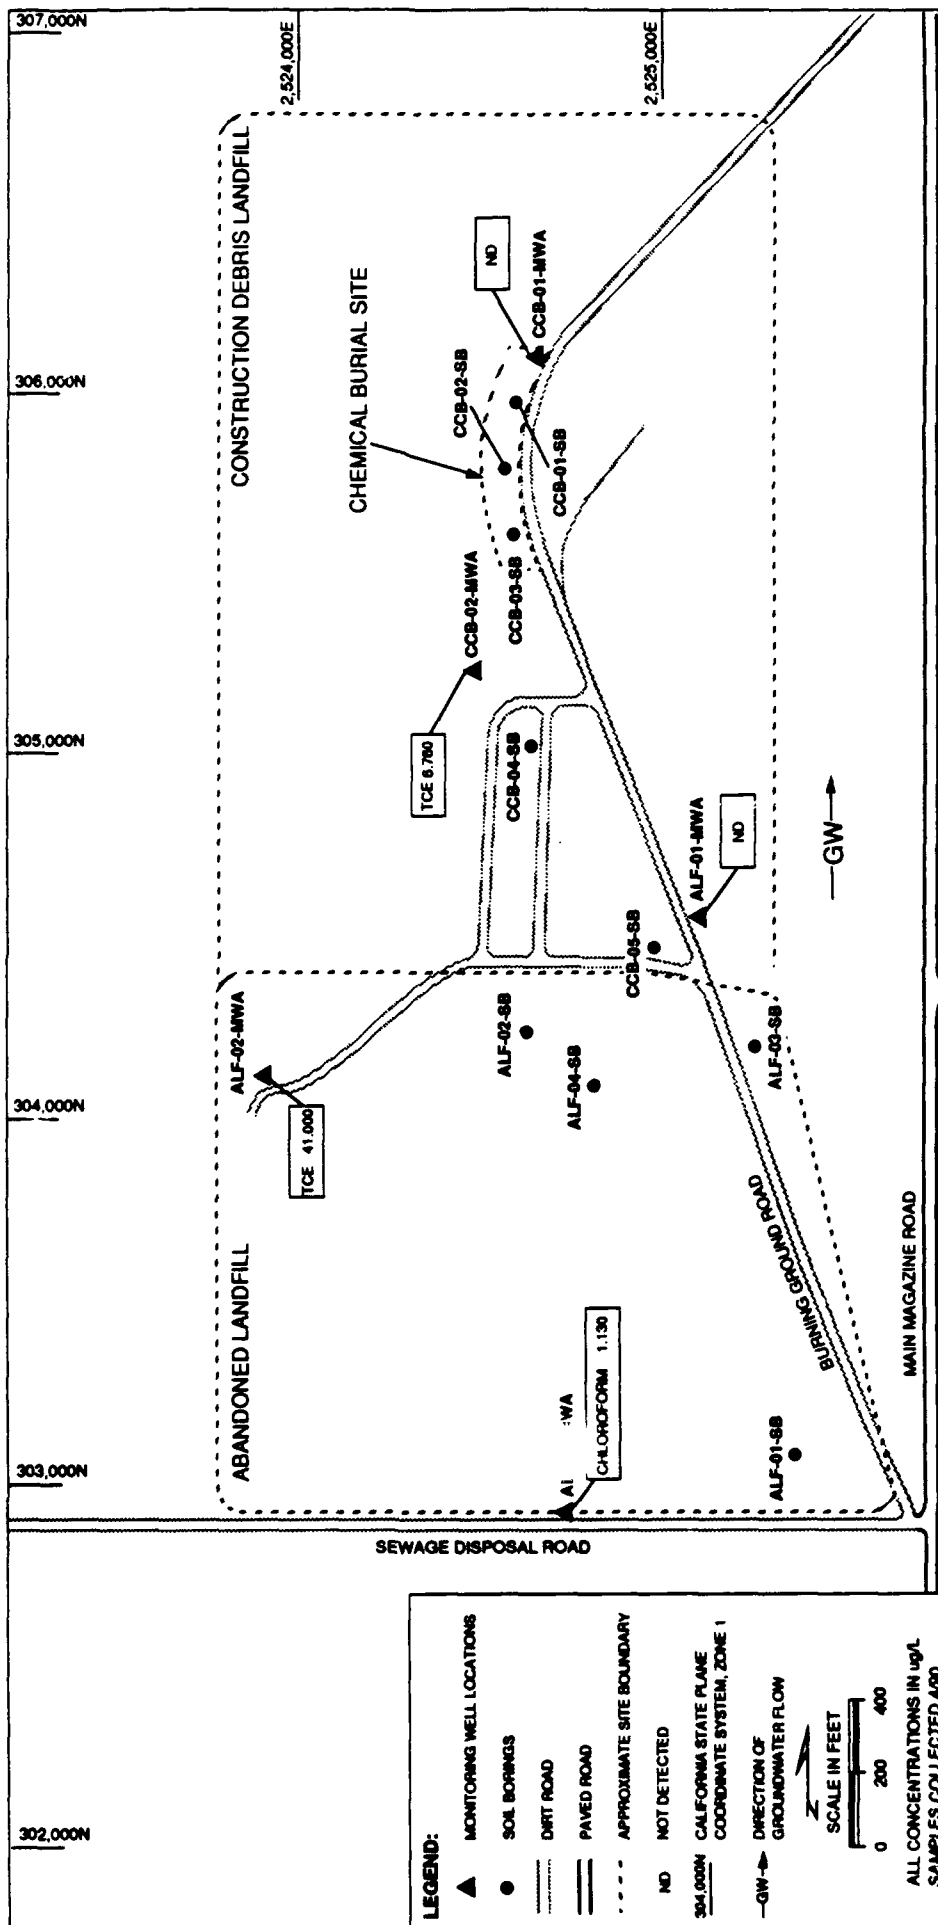 307,000N
2,524,000E
2,525,000E
CONSTRUCTION DEBRIS LANDFILL
CHEMICAL BURIAL SITE
ND
CCB-01-MWA
306,000N
CCB-02-SB
CCB-01-SB
CCB-03-SB
CCB-02-MWA
TCE 6.760
305,000N
CCB-04-SB
ALF-01-MWA
ND
GW
CCB-05-SB
ALF-02-MWA
ALF-02-SB
ALF-04-SB
ALF-03-SB
304,000N
TCE 41.000
ABANDONED LANDFILL
BURNING GROUND ROAD
MAIN MAGAZINE ROAD
WA
CHLOROFORM 1.130
ALF-01-SB
303,000N
SEWAGE DISPOSAL ROAD
302,000N
LEGEND:
MONITORING WELL LOCATIONS
SOIL BORINGS
DIRT ROAD
PAVED ROAD
APPROXIMATE SITE BOUNDARY
ND NOT DETECTED
304,000N CALIFORNIA STATE PLANE
COORDINATE SYSTEM, ZONE 1
GW DIRECTION OF
GROUNDWATER FLOW
N
SCALE IN FEET
0 200 400
ALL CONCENTRATIONS IN ug/L
SAMPLES COLLECTED 4/90